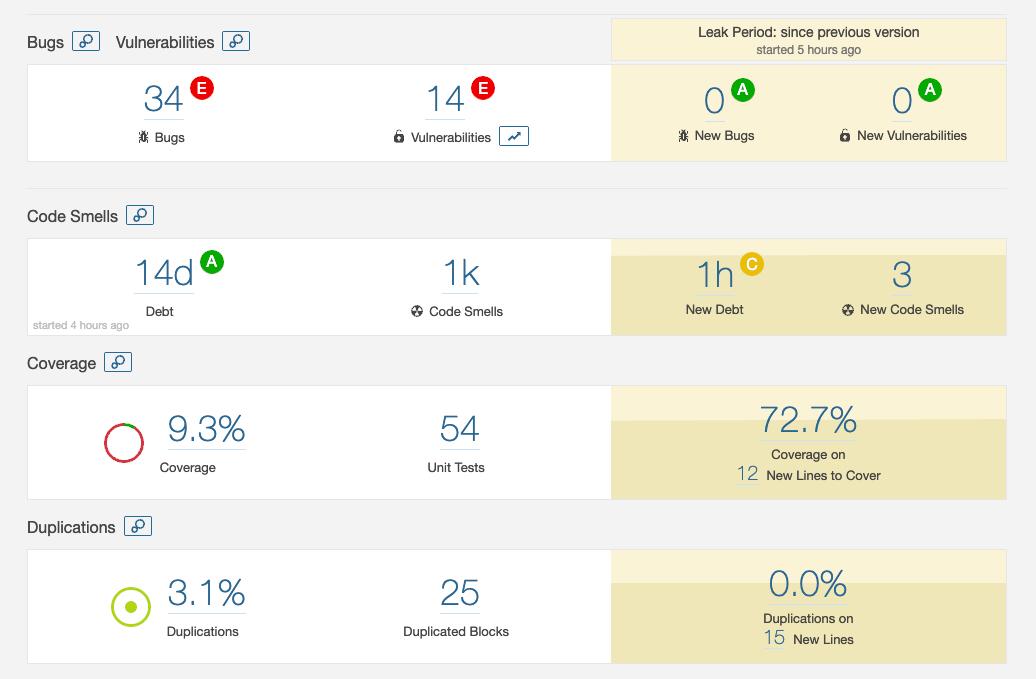 Bugs Vulnerabilities
Leak Period: since previous version
started 5 hours ago
34 E 14 E 0 A 0 A
Bugs Vulnerabilities New Bugs New Vulnerabilities
Code Smells
14d A 1k 1h C 3
Debt Code Smells New Debt New Code Smells
started 4 hours ago
Coverage
9.3% 54 72.7%
Coverage Unit Tests Coverage on
12 New Lines to Cover
Duplications
3.1% 25 0.0%
Duplications Duplicated Blocks Duplications on
15 New Lines